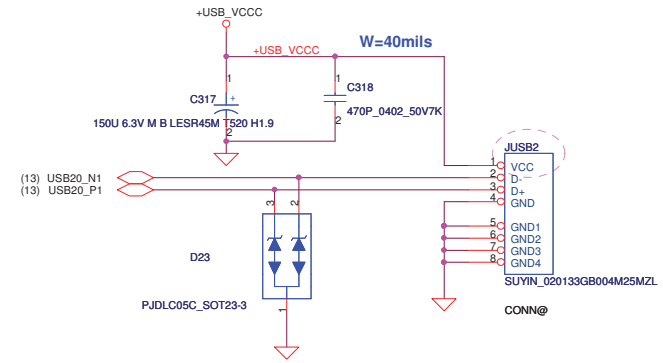 +USB_VCCC
+USB_VCCC
W=40mils
1
1
C317
+
C318
150U 6.3V M B LESR45M T520 H1.9
470P_0402_50V7K
2
2
JUSB2
(13) USB20_N1
(13) USB20_P1
1 VCC
2 D-
3 D+
4 GND
5 GND1
6 GND2
7 GND3
8 GND4
3
2
D23
SUYIN_020133GB004M25MZL
PJDLC05C_SOT23-3
1
CONN@